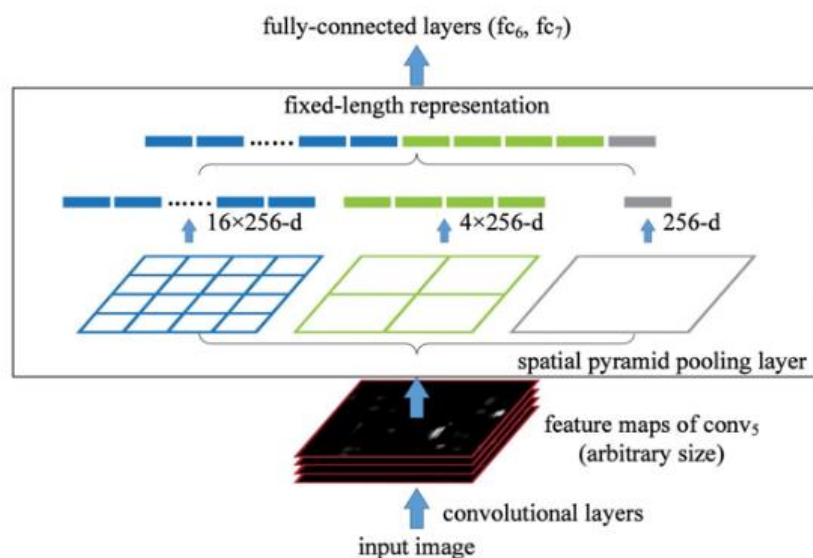 fully-connected layers (fc₆, fc₇)
fixed-length representation
......
......
16×256-d
4×256-d
256-d
spatial pyramid pooling layer
feature maps of conv₅
(arbitrary size)
convolutional layers
input image